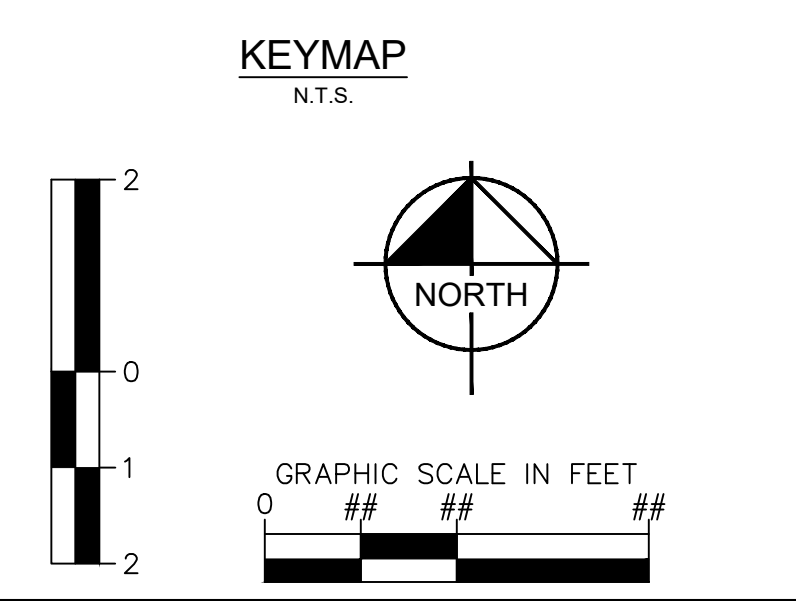 KEYMAP
N.T.S.
2
0
1
2
NORTH
GRAPHIC SCALE IN FEET
0 ## ## ##